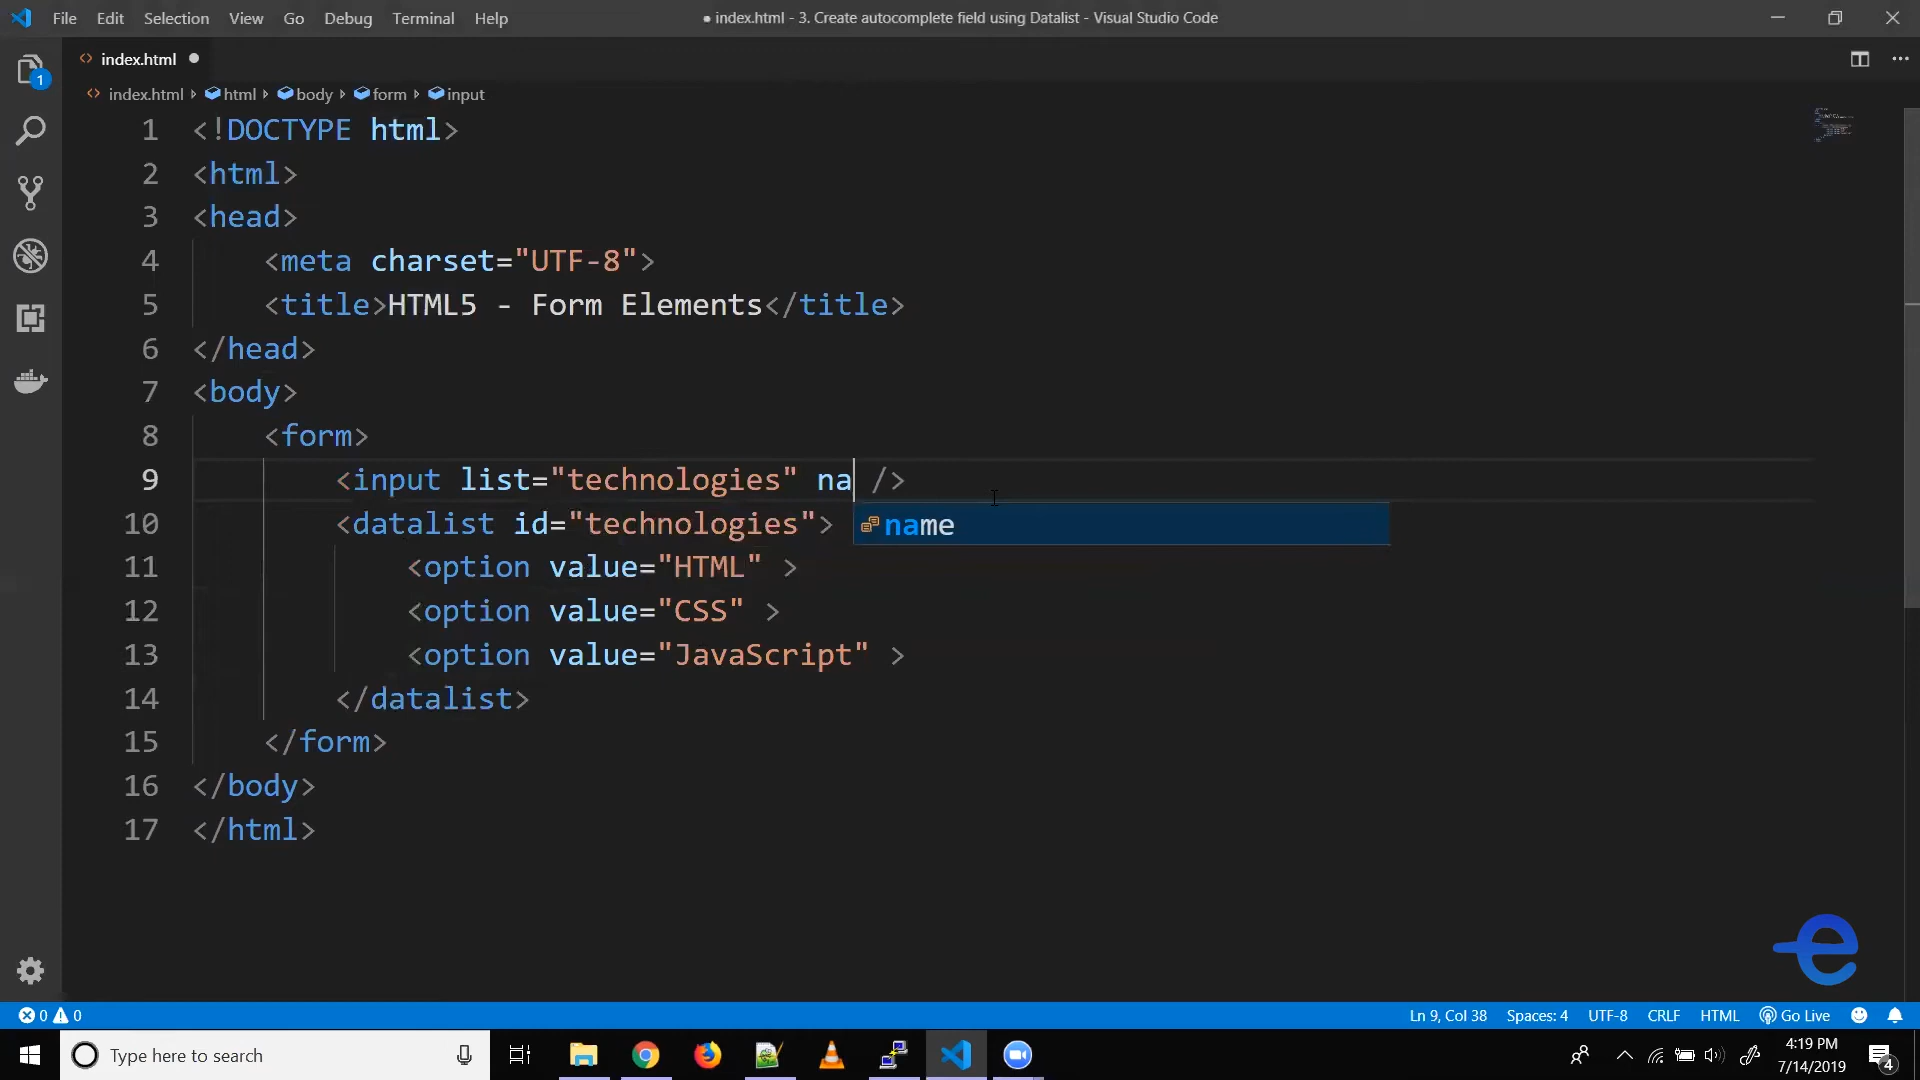 File Edit Selection View Go Debug Terminal Help
● index.html - 3. Create autocomplete field using Datalist - Visual Studio Code
index.html
index.html html body form input
1 <!DOCTYPE html>
2 <html>
3 <head>
4 <meta charset="UTF-8">
5 <title>HTML5 - Form Elements</title>
6 </head>
7 <body>
8 <form>
9 <input list="technologies" na />
10 <datalist id="technologies">
name
11 <option value="HTML" >
12 <option value="CSS" >
13 <option value="JavaScript" >
14 </datalist>
15 </form>
16 </body>
17 </html>
1
0 0
Ln 9, Col 38 Spaces: 4 UTF-8 CRLF HTML Go Live
Type here to search
4:19 PM
7/14/2019
4